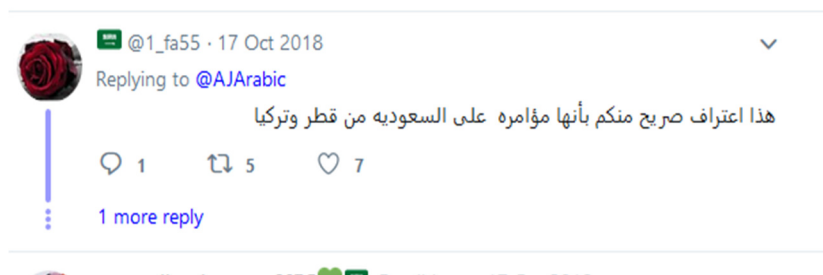 @1_fa55 · 17 Oct 2018
Replying to @AJArabic
هذا اعتراف صريح منكم بأنها مؤامره على السعوديه من قطر وتركيا
1 5 7
1 more reply